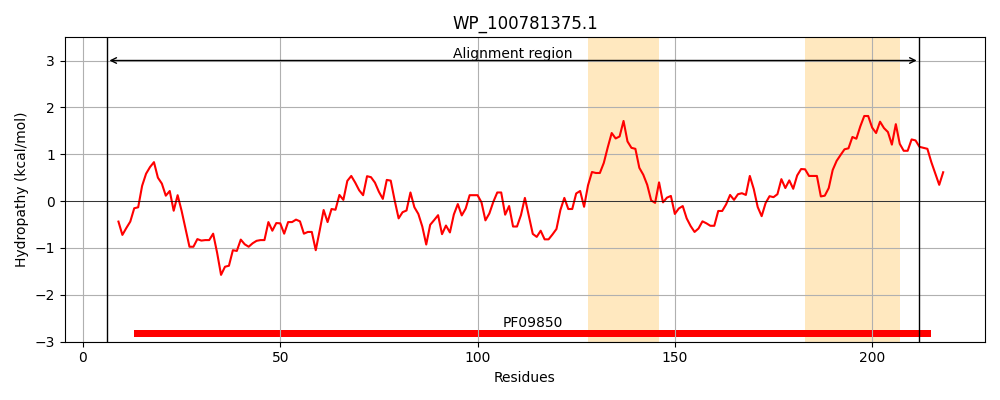 WP_100781375.1
Alignment region
3
2
1
0
−1
−2
−3
Hydropathy (kcal/mol)
PF09850
0
50
100
150
200
Residues